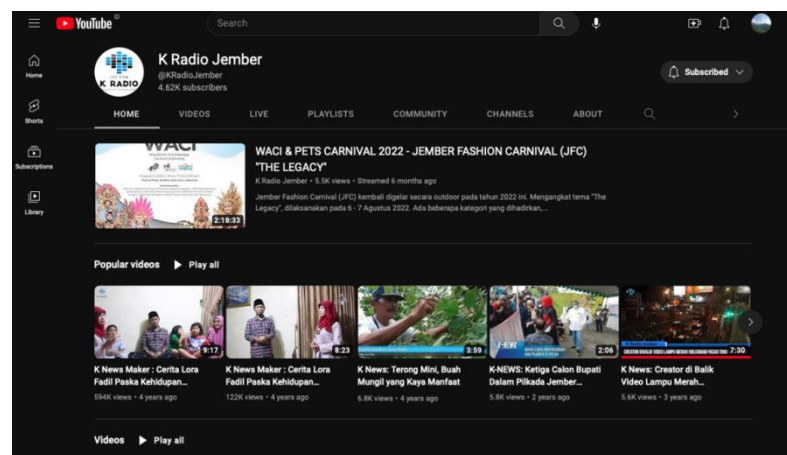 YouTube ID
Search
Home
Shorts
Subscriptions
Library
K RADIO
K Radio Jember
@KRadioJember
4.62K subscribers
Subscribed
HOME VIDEOS LIVE PLAYLISTS COMMUNITY CHANNELS ABOUT
WACI
2:18:33
WACI & PETS CARNIVAL 2022 - JEMBER FASHION CARNIVAL (JFC)
"THE LEGACY"
K Radio Jember • 5.5K views • Streamed 6 months ago
Jember Fashion Carnival (JFC) kembali digelar secara outdoor pada tahun 2022 ini. Mengangkat tema "The
Legacy", dilaksanakan pada 6 - 7 Agustus 2022. Ada beberapa kategori yang dihadirkan,...
Popular videos Play all
9:17
K News Maker : Cerita Lora
Fadil Paska Kehidupan...
594K views • 4 years ago
8:23
K News Maker : Cerita Lora
Fadil Paska Kehidupan...
122K views • 4 years ago
3:59
K News: Terong Mini, Buah
Mungil yang Kaya Manfaat
6.8K views • 4 years ago
K-NEWS
2:06
K-NEWS: Ketiga Calon Bupati
Dalam Pilkada Jember...
5.8K views • 2 years ago
7:30
K News: Creator di Balik
Video Lampu Merah...
5.6K views • 3 years ago
Videos Play all